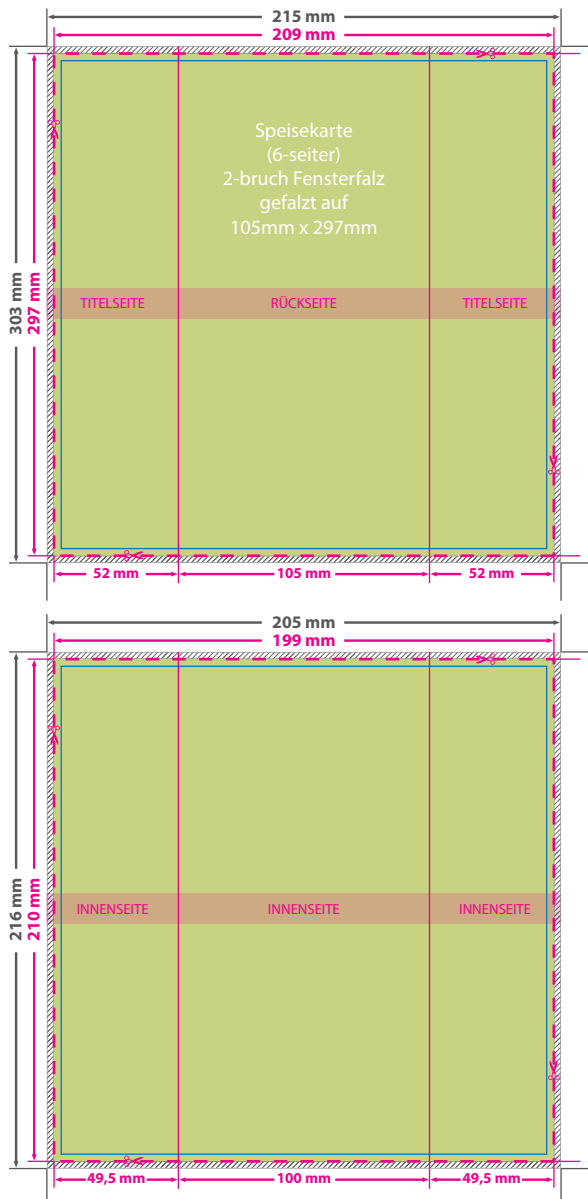 215 mm
209 mm
Speisekarte
(6-seiter)
2-bruch Fensterfalz
gefalzt auf
105mm x 297mm
303 mm
297 mm
TITELSEITE
RÜCKSEITE
TITELSEITE
52 mm
105 mm
52 mm
205 mm
199 mm
216 mm
210 mm
INNENSEITE
INNENSEITE
INNENSEITE
49,5 mm
100 mm
49,5 mm